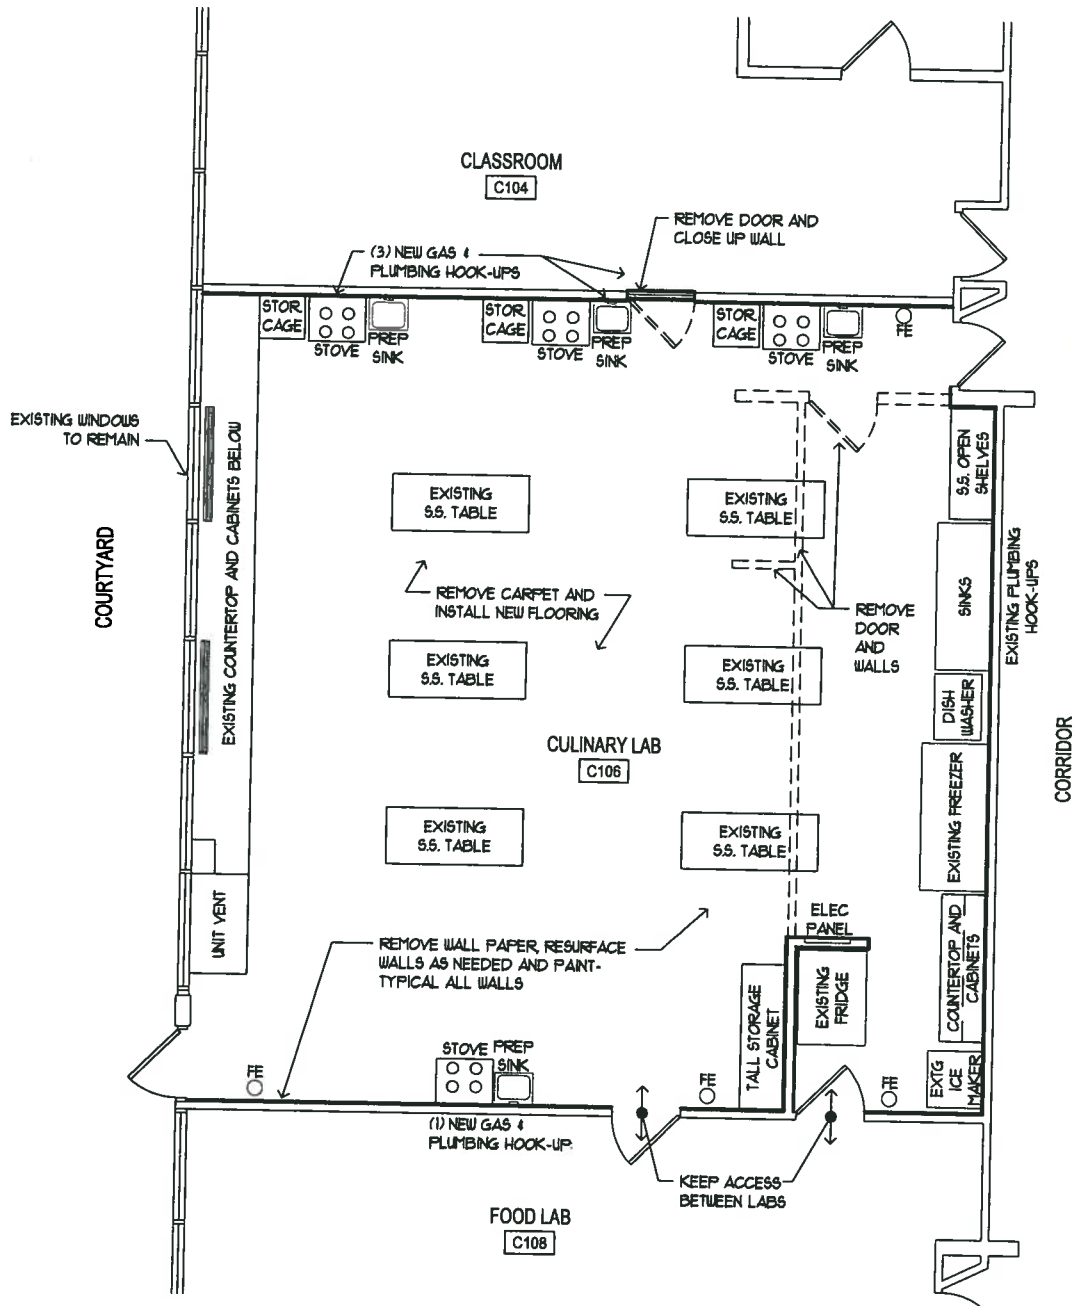 CLASSROOM
C104
REMOVE DOOR AND
CLOSE UP WALL
(3) NEW GAS &
PLUMBING HOOK-UPS
STOR
CAGE
STOVE
PREP
SINK
STOR
CAGE
STOVE
PREP
SINK
STOR
CAGE
STOVE
PREP
SINK
FE
EXISTING WINDOWS
TO REMAIN
COURTYARD
EXISTING COUNTERTOP AND CABINETS BELOW
EXISTING
S.S. TABLE
EXISTING
S.S. TABLE
S.S. OPEN
SHELVES
REMOVE CARPET AND
INSTALL NEW FLOORING
REMOVE
DOOR
AND
WALLS
SINKS
EXISTING PLUMBING
HOOK-UPS
EXISTING
S.S. TABLE
EXISTING
S.S. TABLE
DISH
WASHER
CULINARY LAB
C106
CORRIDOR
EXISTING FREEZER
EXISTING
S.S. TABLE
EXISTING
S.S. TABLE
UNIT VENT
ELEC
PANEL
REMOVE WALL PAPER, RESURFACE
WALLS AS NEEDED AND PAINT-
TYPICAL ALL WALLS
COUNTERTOP AND
CABINETS
EXISTING
FRIDGE
TALL STORAGE
CABINET
STOVE
PREP
SINK
EXTG
ICE
MAKER
FE
FE
FE
(1) NEW GAS &
PLUMBING HOOK-UP
KEEP ACCESS
BETWEEN LABS
FOOD LAB
C108